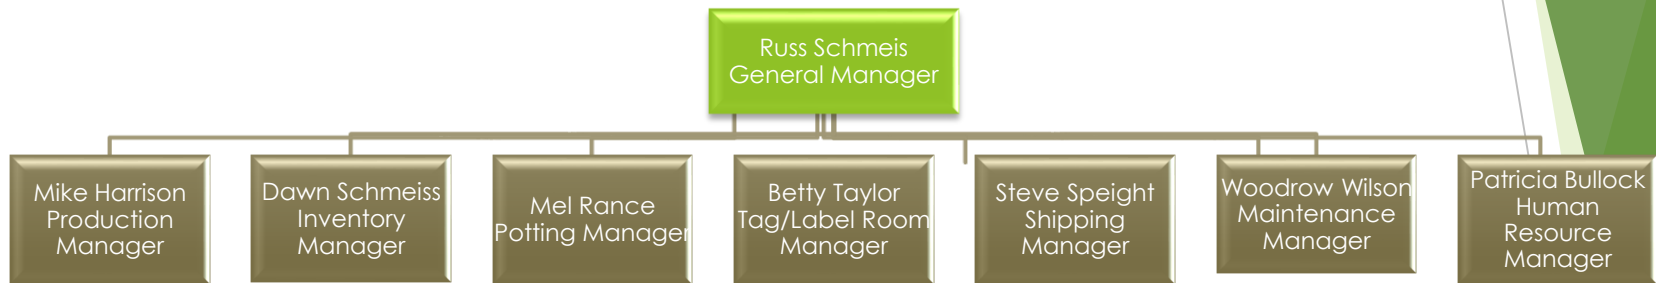 Russ Schmeis
General Manager
Mike Harrison
Production
Manager
Dawn Schmeiss
Inventory
Manager
Mel Rance
Potting Manager
Betty Taylor
Tag/Label Room
Manager
Steve Speight
Shipping
Manager
Woodrow Wilson
Maintenance
Manager
Patricia Bullock
Human
Resource
Manager